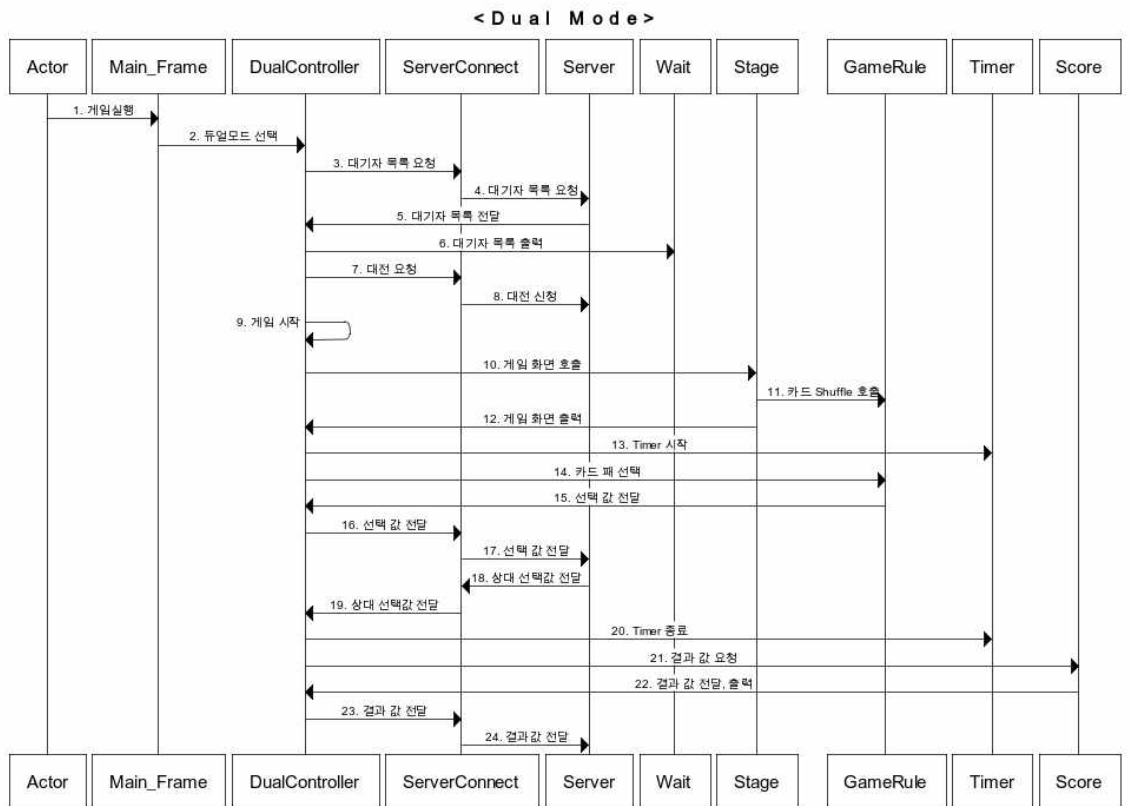 <Dual Mode>
Actor Main_Frame DualController ServerConnect Server Wait Stage GameRule Timer Score
1. 게임실행
2. 듀얼모드 선택
3. 대기자 목록 요청
4. 대기자 목록 요청
5. 대기자 목록 전달
6. 대기자 목록 출력
7. 대전 요청
8. 대전 신청
9. 게임 시작
10. 게임 화면 호출
11. 카드 Shuffle 호출
12. 게임 화면 출력
13. Timer 시작
14. 카드 패 선택
15. 선택 값 전달
16. 선택 값 전달
17. 선택 값 전달
18. 상대 선택값 전달
19. 상대 선택값 전달
20. Timer 종료
21. 결과 값 요청
22. 결과 값 전달, 출력
23. 결과 값 전달
24. 결과값 전달
Actor Main_Frame DualController ServerConnect Server Wait Stage GameRule Timer Score